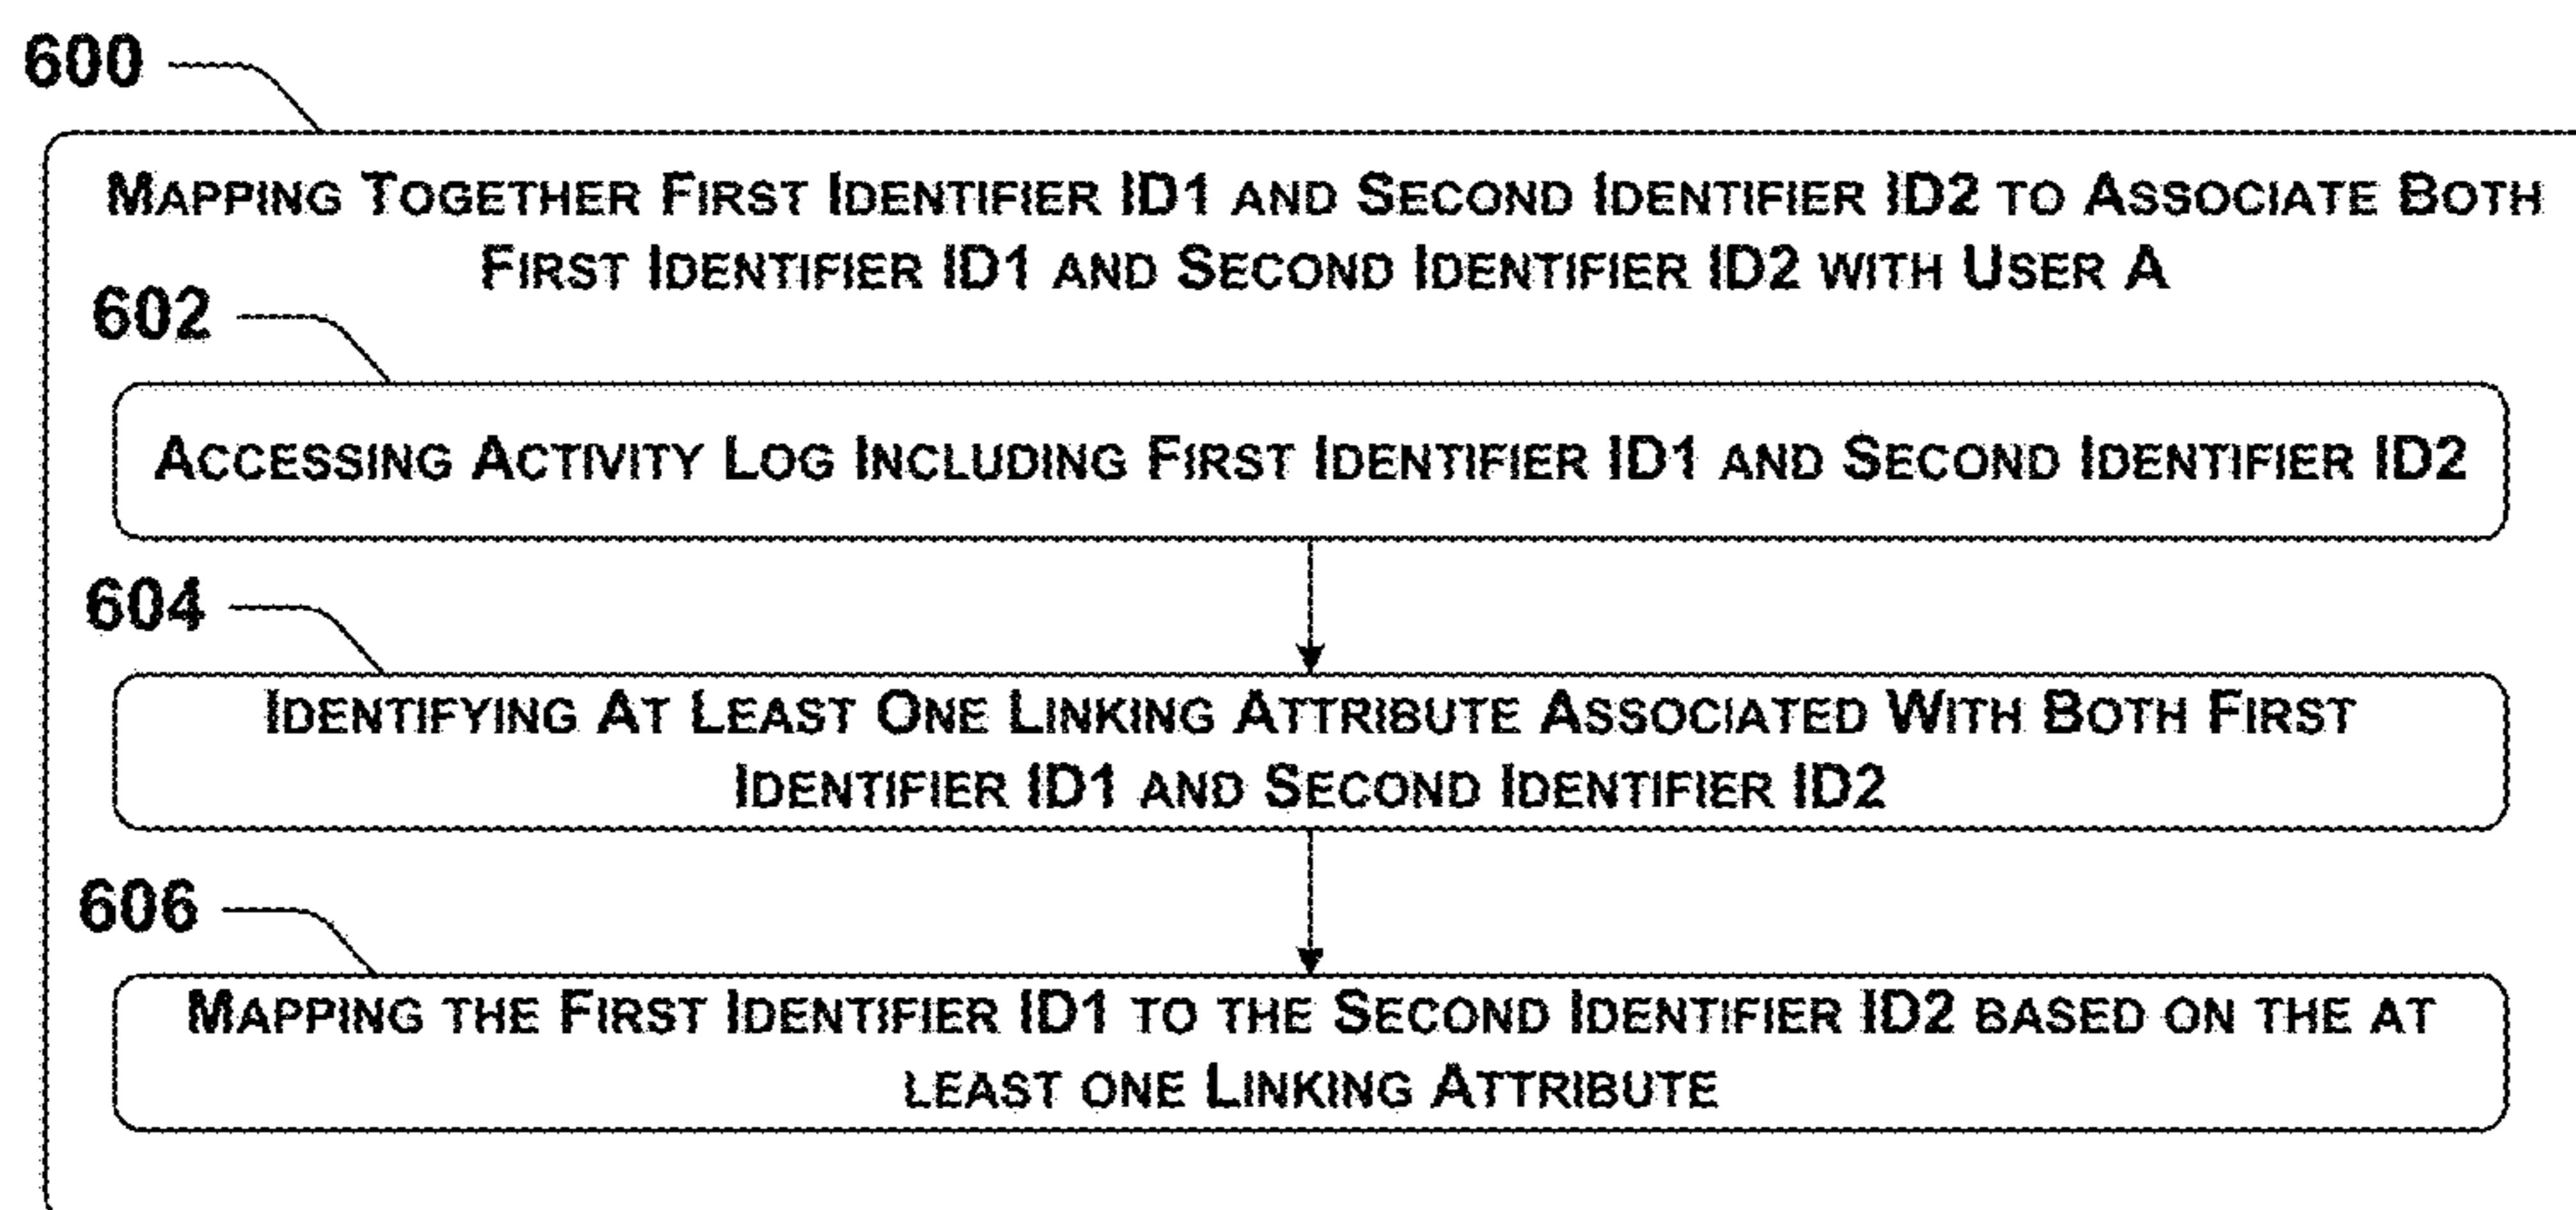 600
MAPPING TOGETHER FIRST IDENTIFIER ID1 AND SECOND IDENTIFIER ID2 TO ASSOCIATE BOTH
FIRST IDENTIFIER ID1 AND SECOND IDENTIFIER ID2 WITH USER A
602
ACCESSING ACTIVITY LOG INCLUDING FIRST IDENTIFIER ID1 AND SECOND IDENTIFIER ID2
604
IDENTIFYING AT LEAST ONE LINKING ATTRIBUTE ASSOCIATED WITH BOTH FIRST
IDENTIFIER ID1 AND SECOND IDENTIFIER ID2
606
MAPPING THE FIRST IDENTIFIER ID1 TO THE SECOND IDENTIFIER ID2 BASED ON THE AT
LEAST ONE LINKING ATTRIBUTE